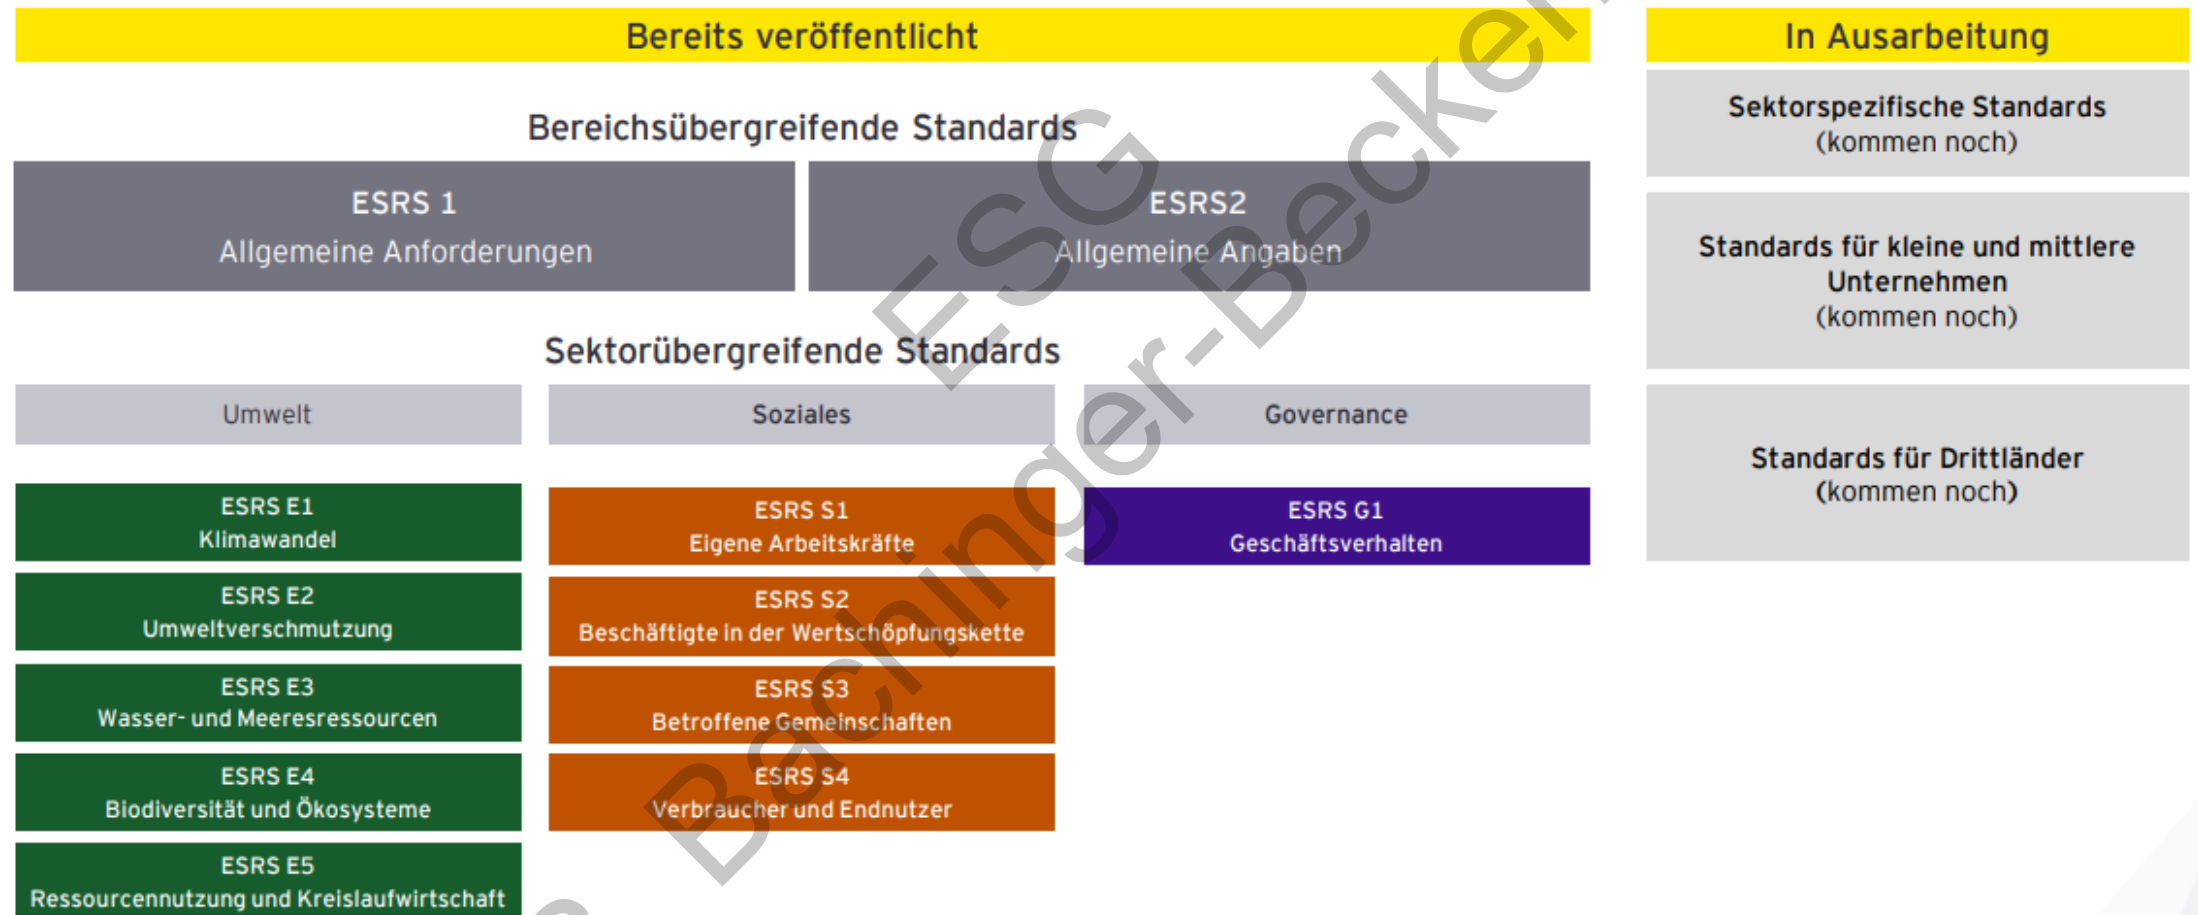 Bereits veröffentlicht
Bereichsübergreifende Standards
ESRS 1
Allgemeine Anforderungen
ESRS2
Allgemeine Angaben
Sektorübergreifende Standards
Umwelt
Soziales
Governance
ESRS E1
Klimawandel
ESRS E2
Umweltverschmutzung
ESRS E3
Wasser- und Meeresressourcen
ESRS E4
Biodiversität und Ökosysteme
ESRS E5
Ressourcennutzung und Kreislaufwirtschaft
ESRS S1
Eigene Arbeitskräfte
ESRS S2
Beschäftigte in der Wertschöpfungskette
ESRS S3
Betroffene Gemeinschaften
ESRS S4
Verbraucher und Endnutzer
ESRS G1
Geschäftsverhalten
In Ausarbeitung
Sektorspezifische Standards
(kommen noch)
Standards für kleine und mittlere
Unternehmen
(kommen noch)
Standards für Drittländer
(kommen noch)
ESG
Bachinger-Becker